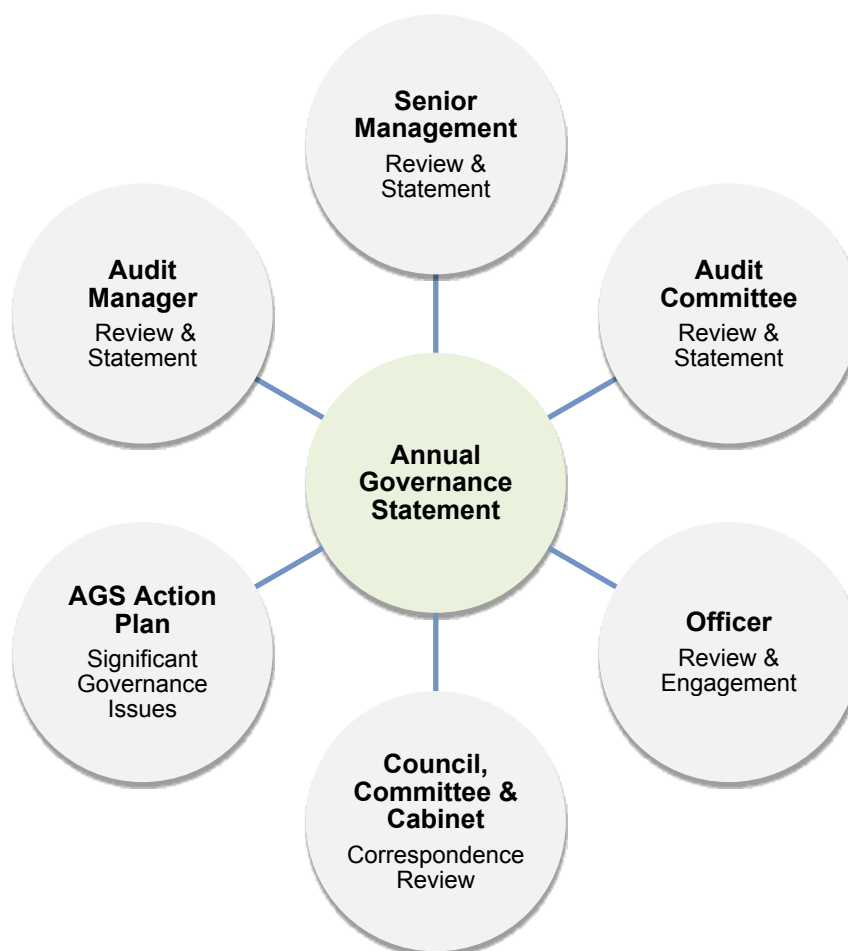 Senior
Management
Review &
Statement
Audit
Manager
Review &
Statement
Audit
Committee
Review &
Statement
Annual
Governance
Statement
AGS Action
Plan
Significant
Governance
Issues
Officer
Review &
Engagement
Council,
Committee &
Cabinet
Correspondence
Review